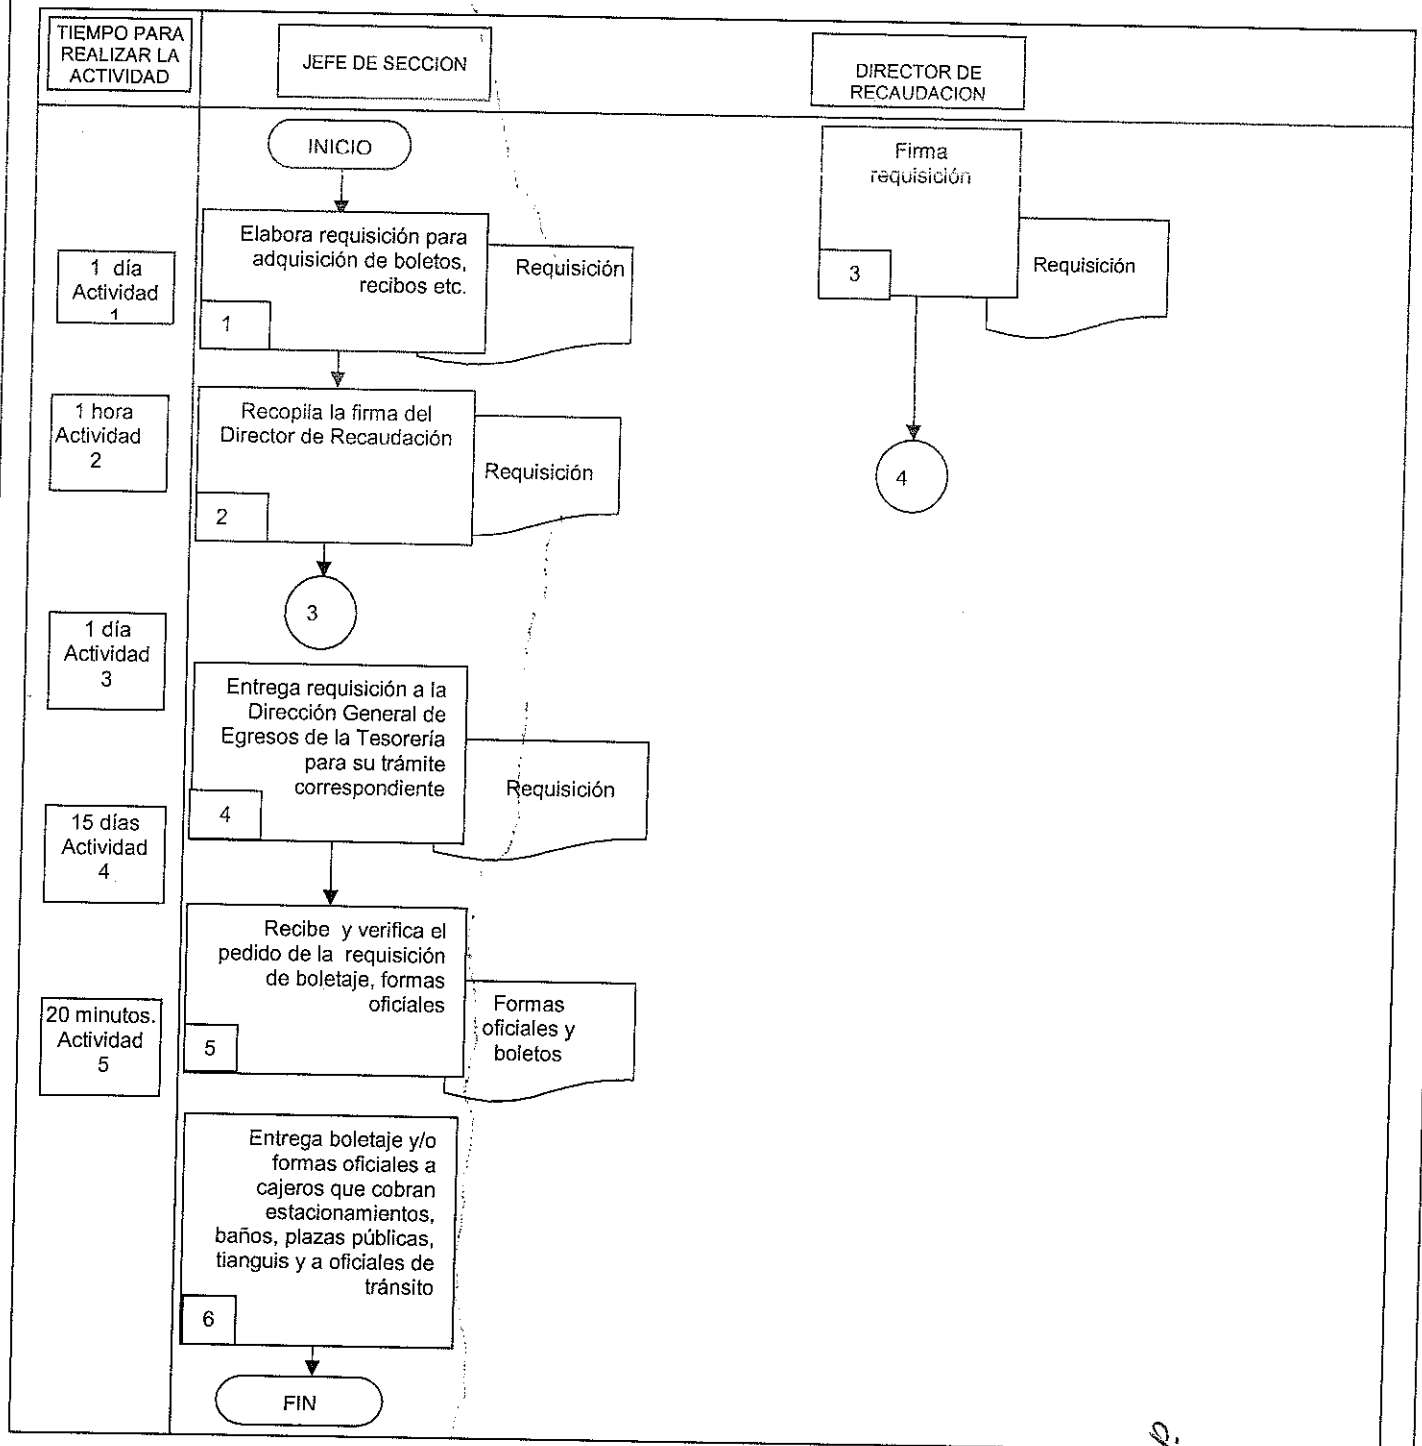 TIEMPO PARA
REALIZAR LA
ACTIVIDAD
JEFE DE SECCION
DIRECTOR DE
RECAUDACION
INICIO
Firma
requisición
3
Requisición
1 día
Actividad
1
Elabora requisición para
adquisición de boletos,
recibos etc.
1
Requisición
1 hora
Actividad
2
Recopila la firma del
Director de Recaudación
2
Requisición
4
3
1 día
Actividad
3
Entrega requisición a la
Dirección General de
Egresos de la Tesorería
para su trámite
correspondiente
4
Requisición
15 días
Actividad
4
Recibe y verifica el
pedido de la requisición
de boletaje, formas
oficiales
5
Formas
oficiales y
boletos
20 minutos.
Actividad
5
Entrega boletaje y/o
formas oficiales a
cajeros que cobran
estacionamientos,
baños, plazas públicas,
tianguis y a oficiales de
tránsito
6
FIN